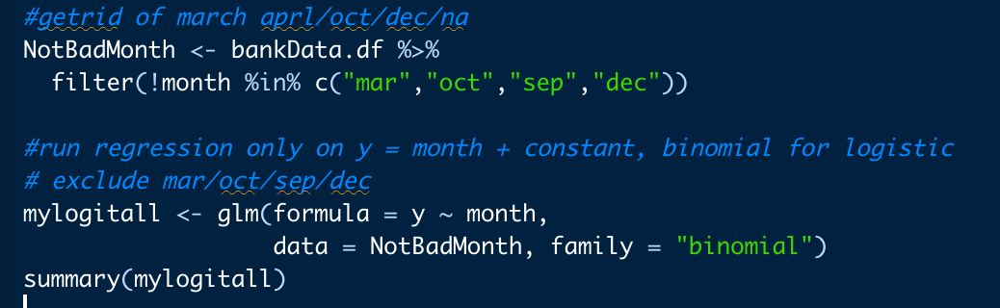 #getrid of march aprl/oct/dec/na
NotBadMonth <- bankData.df %>%
  filter(!month %in% c("mar","oct","sep","dec"))

#run regression only on y = month + constant, binomial for logistic
# exclude mar/oct/sep/dec
mylogitall <- glm(formula = y ~ month,
                  data = NotBadMonth, family = "binomial")
summary(mylogitall)